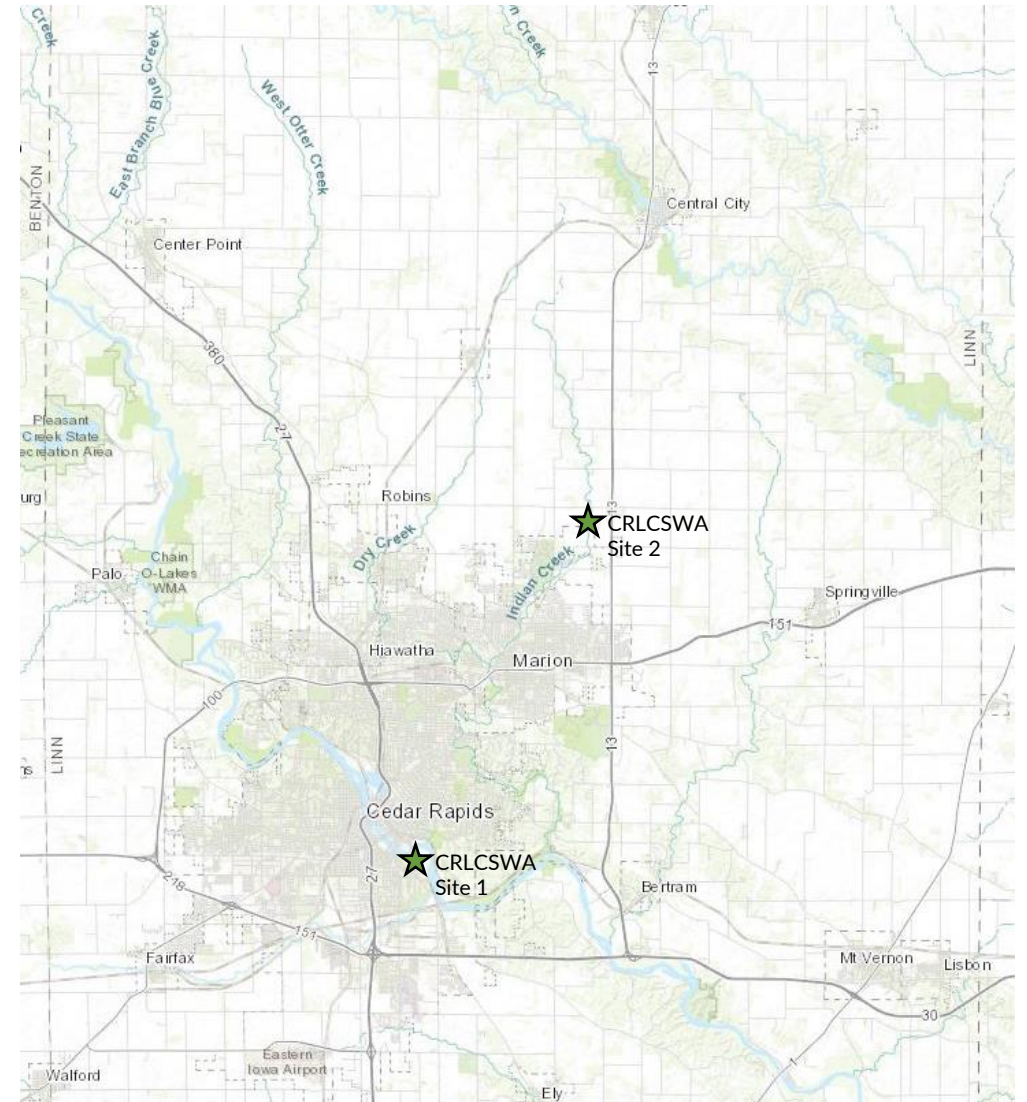 Creek
East Branch Blue Creek
West Otter Creek
n Creek
13
BENTON
Central City
Center Point
380
27
LINN
Pleasant
Creek State
ecreation Area
urg
Robins
13
CRLCSWA
Site 2
Dry Creek
Indian Creek
Chain
O-Lakes
WMA
Palo
Springville
151
Hiawatha
Marion
100
LINN
13
Cedar Rapids
CRLCSWA
Site 1
27
218
Bertram
151
Fairfax
Mt Vernon
Lisbon
30
Eastern
Iowa Airport
Walford
Ely
1